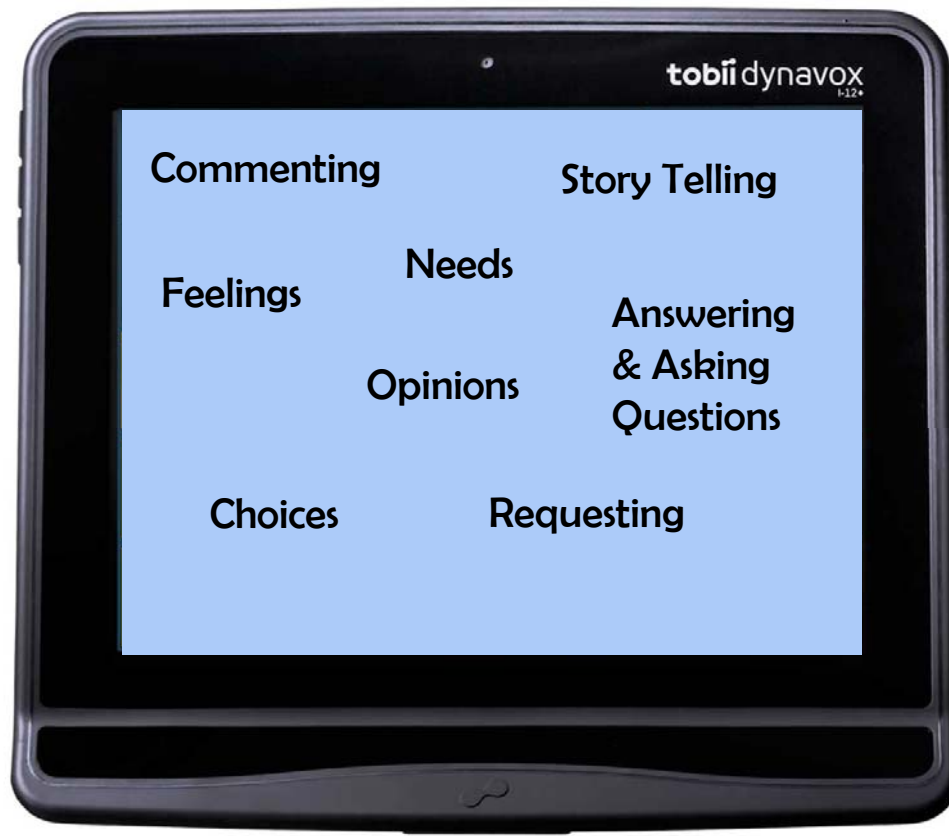 tobii dynavox
I-12+
Commenting
Story Telling
Needs
Feelings
Answering
& Asking
Questions
Opinions
Choices
Requesting